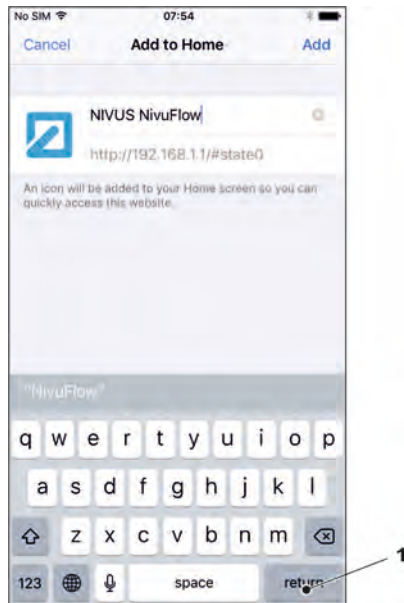 No SIM 07:54
Cancel Add to Home Add
NIVUS NivuFlow
http://192.168.1.1/#state0
An icon will be added to your Home screen so you can
quickly access this website.
"NivuFlow"
q w e r t y u i o p
a s d f g h j k l
z x c v b n m
123 space return
1